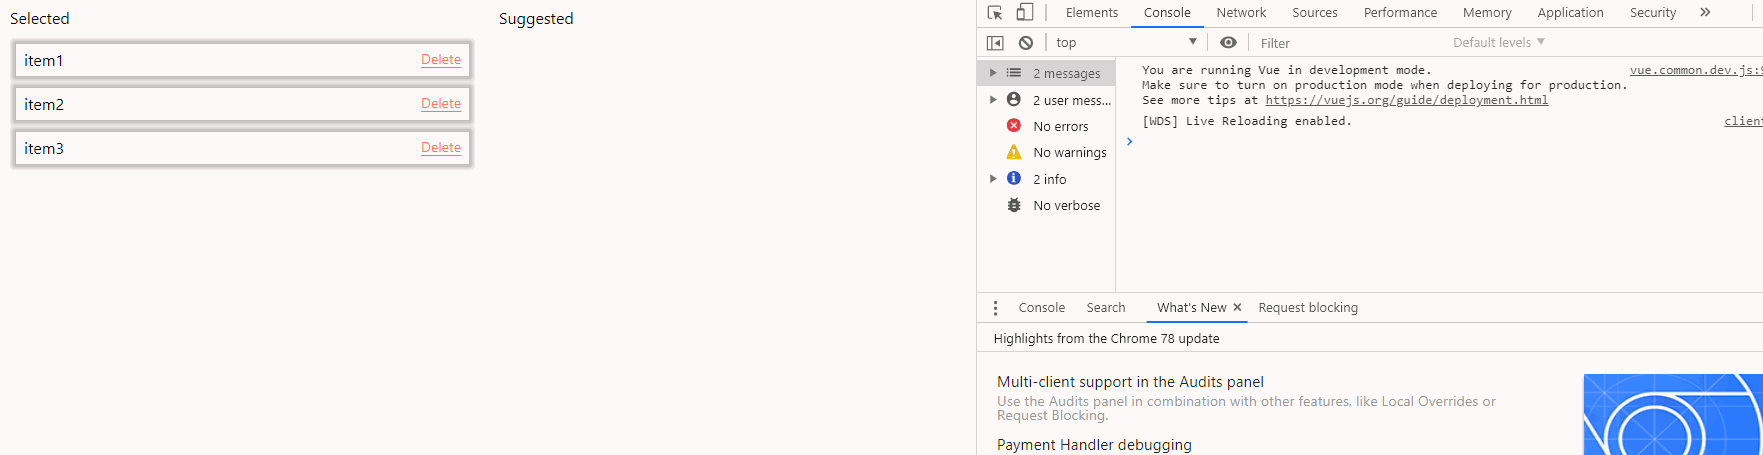 Selected
item1 Delete
item2 Delete
item3 Delete
Suggested
Elements Console Network Sources Performance Memory Application Security
top Filter Default levels ▼
2 messages
2 user mess...
No errors
No warnings
2 info
No verbose
You are running Vue in development mode. vue.common.dev.js:9
Make sure to turn on production mode when deploying for production.
See more tips at https://vuejs.org/guide/deployment.html
[WDS] Live Reloading enabled. client
Console Search What's New Request blocking
Highlights from the Chrome 78 update
Multi-client support in the Audits panel
Use the Audits panel in combination with other features, like Local Overrides or
Request Blocking.
Payment Handler debugging